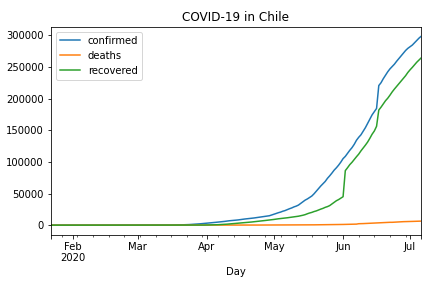 COVID-19 in Chile
confirmed
deaths
recovered
300000
250000
200000
150000
100000
50000
0
Feb Mar Apr May Jun Jul
2020
Day